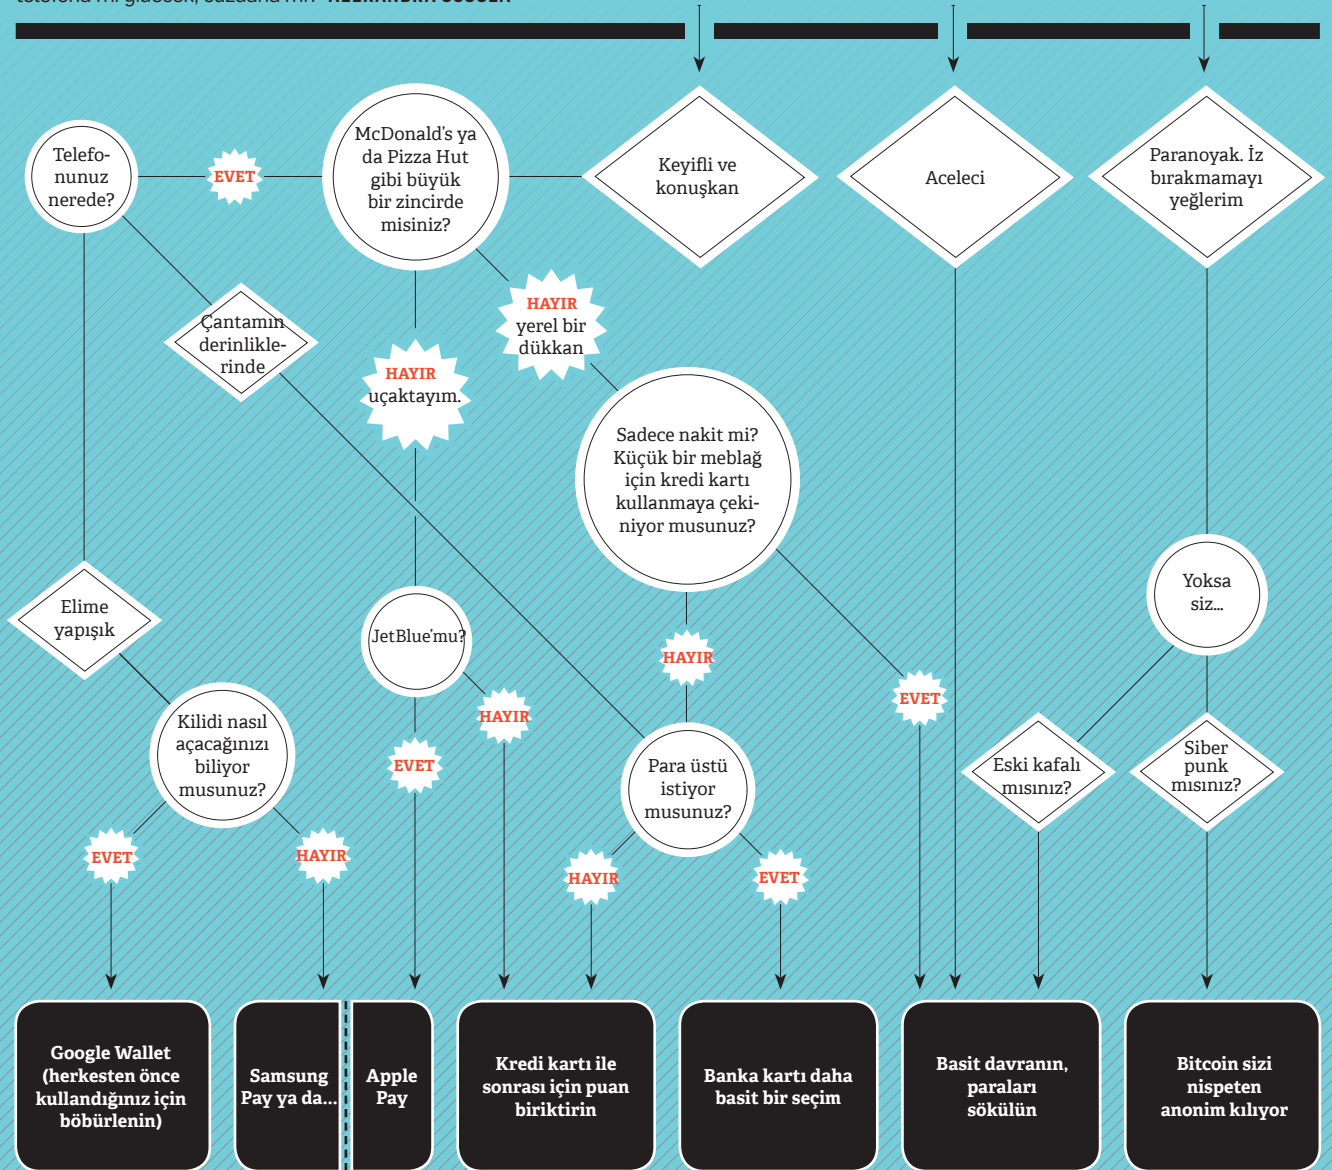 ALEXANDRA
Telefo-
nunuz
nerede?
EVET
McDonald's ya
da Pizza Hut
gibi büyük
bir zincirde
misiniz?
Keyifli ve
konuşkan
Aceleci
Paranoyak. İz
bırakmamayı
yeğlerim
Çantamın
derinlikle-
rinde
HAYIR
uçaktayım.
HAYIR
yerel bir
dükkan
Sadece nakit mi?
Küçük bir meblağ
için kredi kartı
kullanmaya çeki-
niyor musunuz?
Elime
yapışık
JetBlue'mu?
Yoksa
siz...
HAYIR
HAYIR
EVET
EVET
Kilidi nasıl
açacağınızı
biliyor
musunuz?
Para üstü
istiyor
musunuz?
Eski kafalı
mısınız?
Siber
punk
mısınız?
EVET
HAYIR
HAYIR
EVET
Google Wallet
(herkesten önce
kullandığınız için
böbürlenin)
Samsung
Pay ya da...
Apple
Pay
Kredi kartı ile
sonrası için puan
biriktirin
Banka kartı daha
basit bir seçim
Basit davranın,
paraları
sökülün
Bitcoin sizi
nispeten
anonim kılıyor